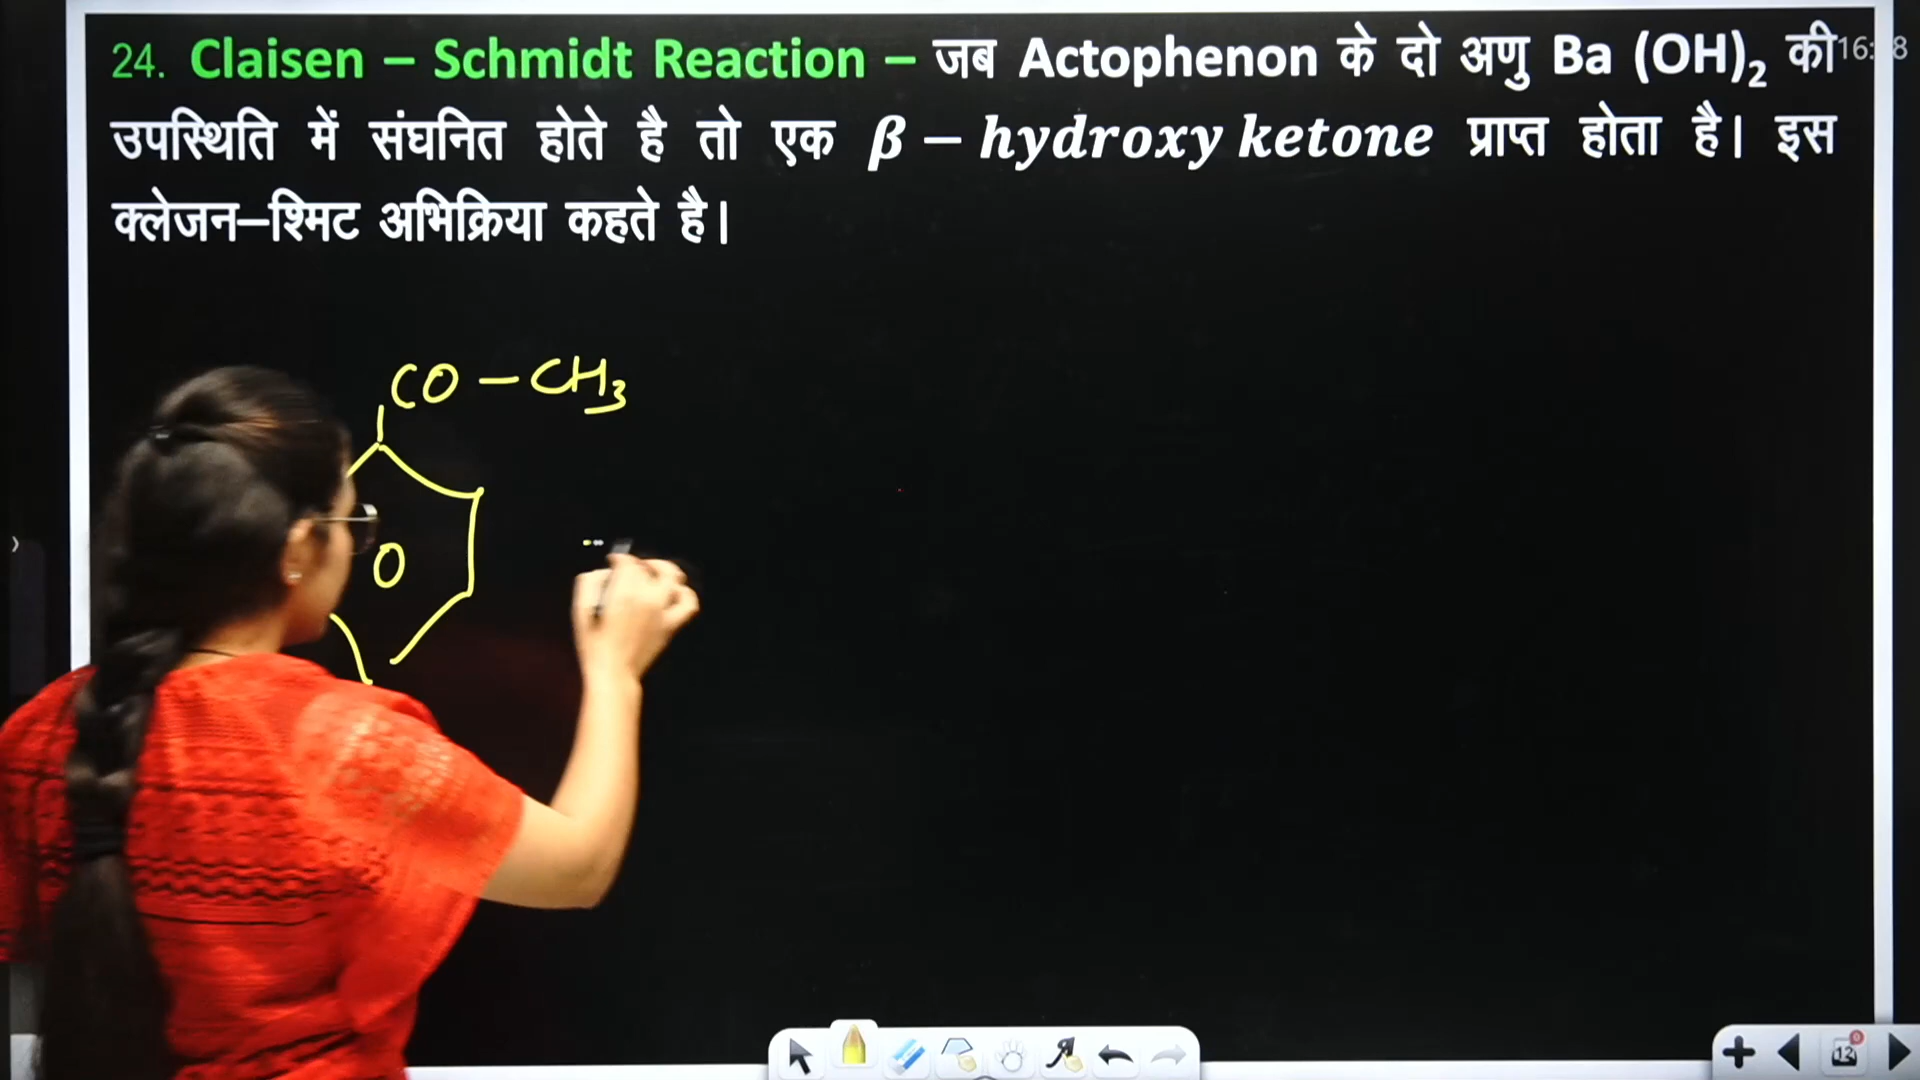 24. Claisen – Schmidt Reaction – जब Actophenon के दो अणु Ba (OH)₂ की
उपस्थिति में संघनित होते है तो एक β – hydroxy ketone प्राप्त होता है। इस
क्लेजन–श्मिट अभिक्रिया कहते है।
CO – CH₃
O